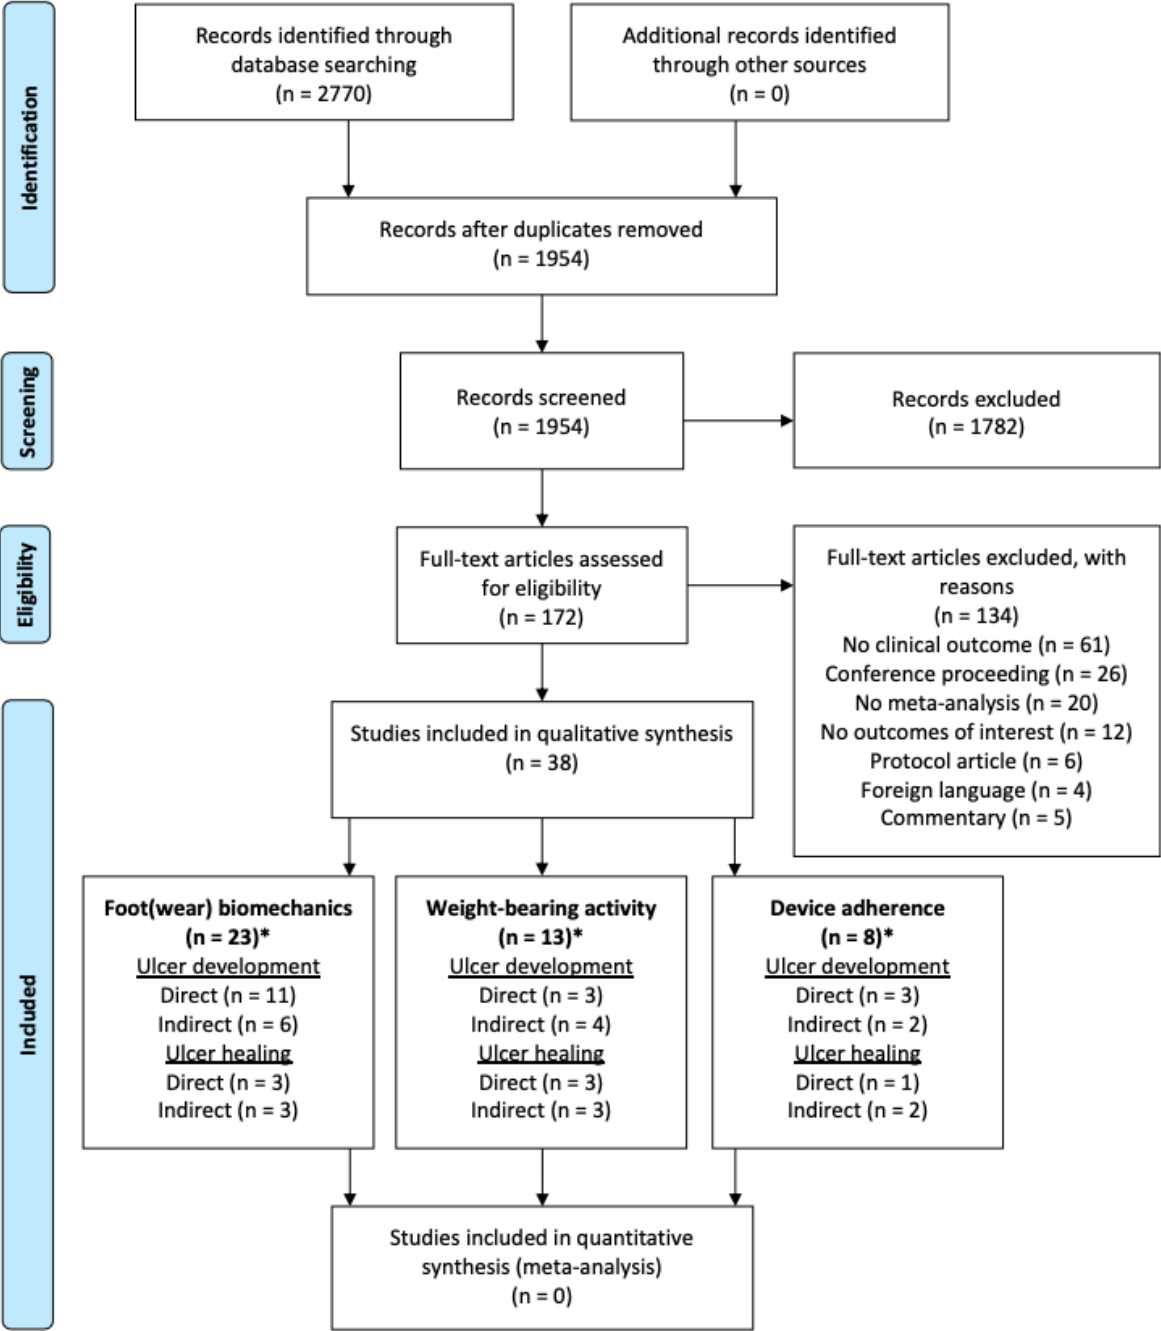 Identification
Records identified through
database searching
(n = 2770)
Additional records identified
through other sources
(n = 0)
Records after duplicates removed
(n = 1954)
Screening
Records screened
(n = 1954)
Records excluded
(n = 1782)
Eligibility
Full-text articles assessed
for eligibility
(n = 172)
Full-text articles excluded, with
reasons
(n = 134)
No clinical outcome (n = 61)
Conference proceeding (n = 26)
No meta-analysis (n = 20)
No outcomes of interest (n = 12)
Protocol article (n = 6)
Foreign language (n = 4)
Commentary (n = 5)
Included
Studies included in qualitative synthesis
(n = 38)
Foot(wear) biomechanics
(n = 23)*
Ulcer development
Direct (n = 11)
Indirect (n = 6)
Ulcer healing
Direct (n = 3)
Indirect (n = 3)
Weight-bearing activity
(n = 13)*
Ulcer development
Direct (n = 3)
Indirect (n = 4)
Ulcer healing
Direct (n = 3)
Indirect (n = 3)
Device adherence
(n = 8)*
Ulcer development
Direct (n = 3)
Indirect (n = 2)
Ulcer healing
Direct (n = 1)
Indirect (n = 2)
Studies included in quantitative
synthesis (meta-analysis)
(n = 0)